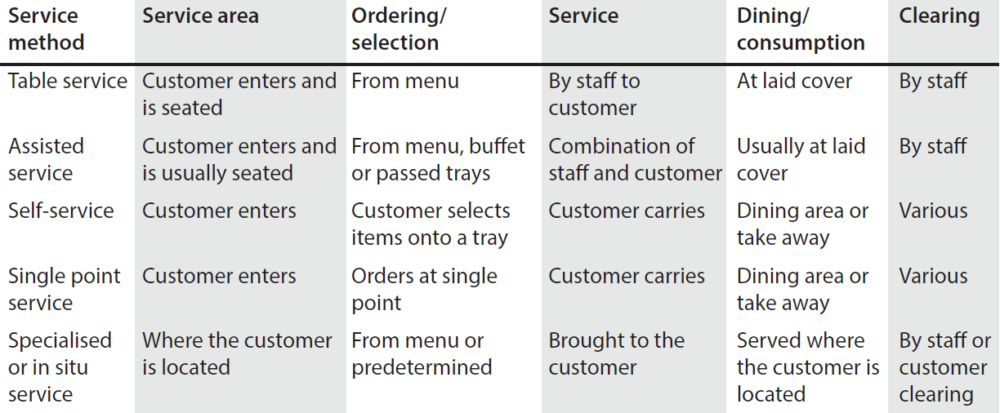 Service method
Service area
Ordering/ selection
Service
Dining/ consumption
Clearing
Table service
Customer enters and is seated
From menu
By staff to customer
At laid cover
By staff
Assisted service
Customer enters and is usually seated
From menu, buffet or passed trays
Combination of staff and customer
Usually at laid cover
By staff
Self-service
Customer enters
Customer selects items onto a tray
Customer carries
Dining area or take away
Various
Single point service
Customer enters
Orders at single point
Customer carries
Dining area or take away
Various
Specialised or in situ service
Where the customer is located
From menu or predetermined
Brought to the customer
Served where the customer is located
By staff or customer clearing